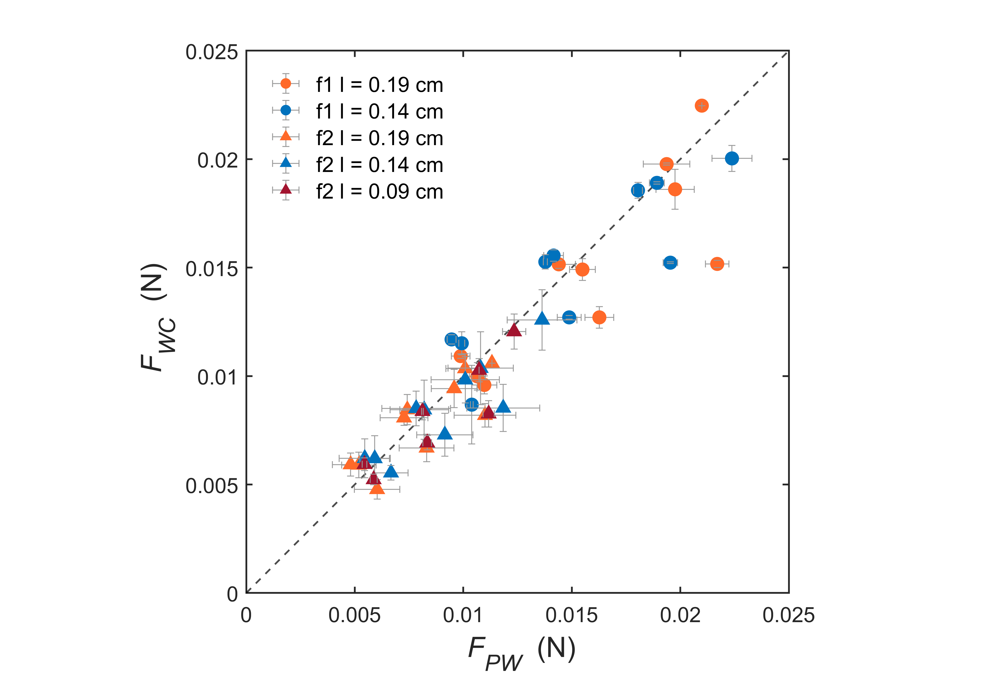 0.025
0.02
0.015
0.01
0.005
0
F WC (N)
f1 l = 0.19 cm
f1 l = 0.14 cm
f2 l = 0.19 cm
f2 l = 0.14 cm
f2 l = 0.09 cm
0 0.005 0.01 0.015 0.02 0.025
F PW (N)